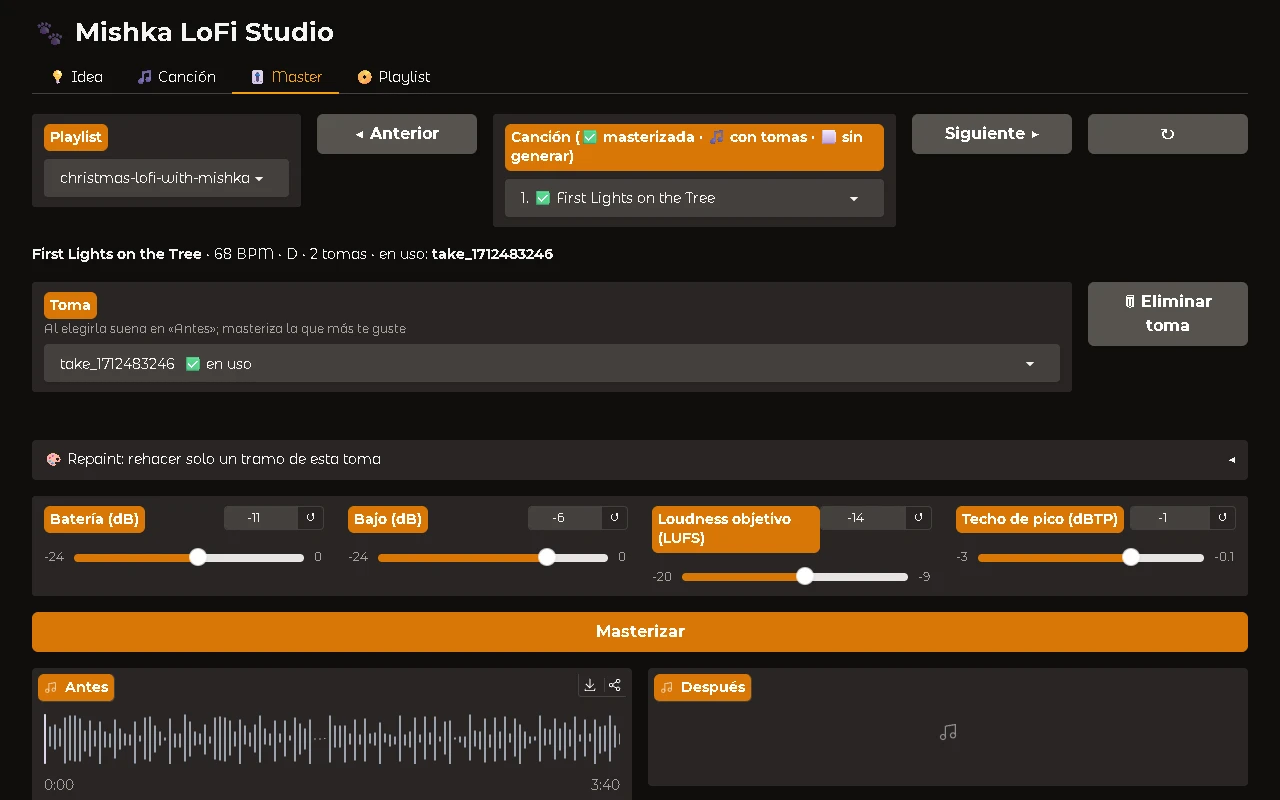 Mishka LoFi Studio
Idea
Canción
Master
Playlist
Playlist
christmas-lofi-with-mishka
◂ Anterior
Canción (✅ masterizada · 🎵 con tomas · ⬜ sin
generar)
1. ✅ First Lights on the Tree
Siguiente ▸
↻
First Lights on the Tree · 68 BPM · D · 2 tomas · en uso: take_1712483246
Toma
Al elegirla suena en «Antes»; masteriza la que más te guste
take_1712483246 ✅ en uso
🗑 Eliminar
toma
Repaint: rehacer solo un tramo de esta toma
Batería (dB)
-11
-24
0
Bajo (dB)
-6
-24
0
Loudness objetivo
(LUFS)
-14
-20
-9
Techo de pico (dBTP)
-1
-3
-0.1
Masterizar
Antes
0:00
3:40
Después